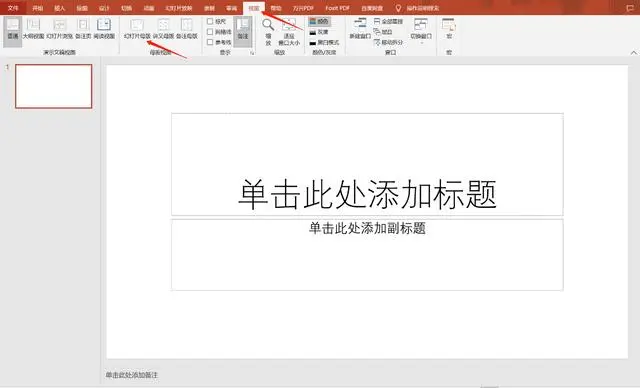 文件 开始 插入 绘图 设计 切换 动画 幻灯片放映 录制 审阅 视图 帮助 万兴PDF Foxit PDF 百度网盘 操作说明搜索
普通 大纲视图 幻灯片浏览 备注页 阅读视图 幻灯片母版 讲义母版 备注母版 标尺 网格线 参考线 备注 缩放 适应窗口大小 颜色 灰度 黑白模式 新建窗口 全部重排 层叠 移动拆分 切换窗口 宏
演示文稿视图 母版视图 显示 缩放 颜色/灰度 窗口 宏
1
单击此处添加标题
单击此处添加副标题
单击此处添加备注